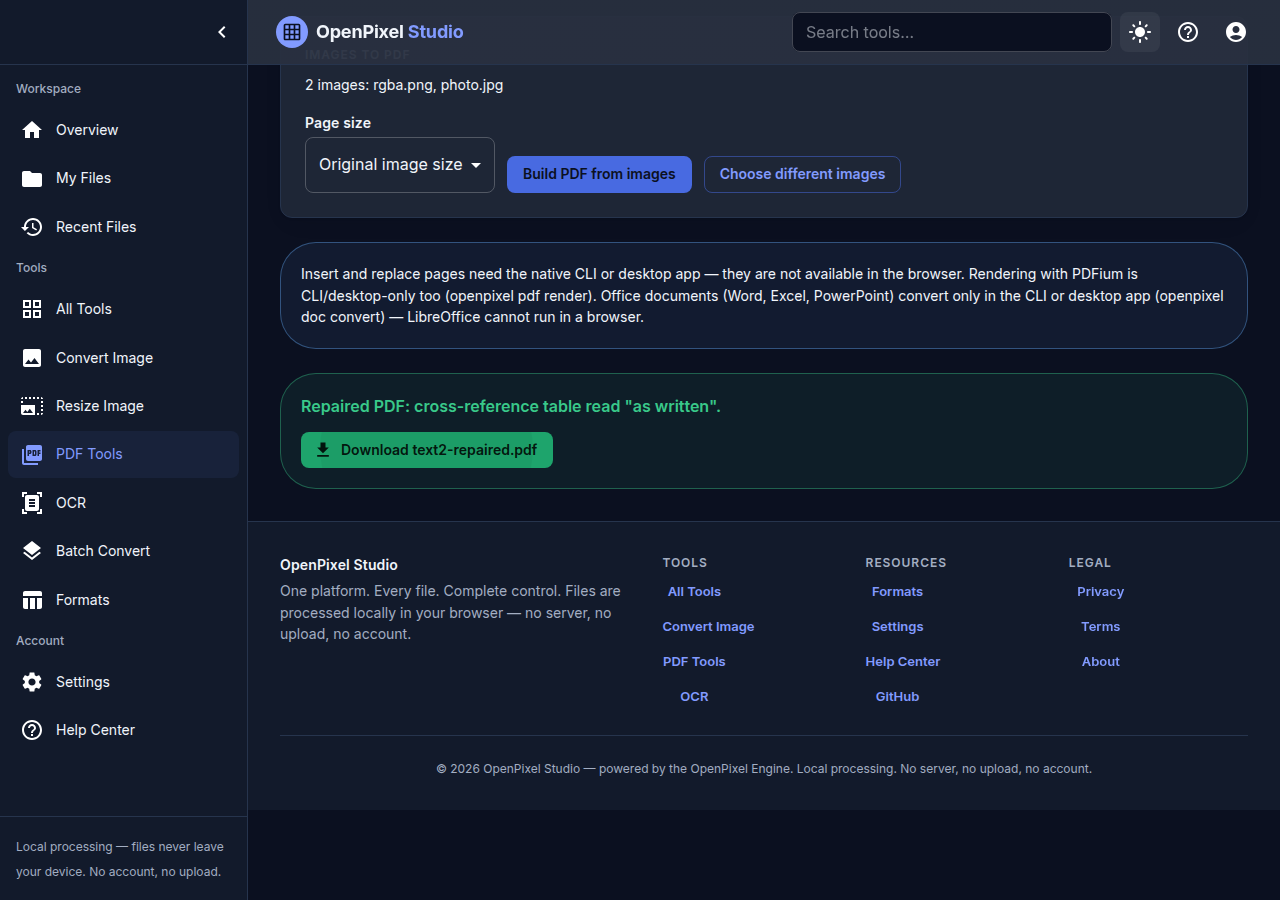 OpenPixel Studio
Search tools...
IMAGES TO PDF
Workspace
Overview
My Files
Recent Files
Tools
All Tools
Convert Image
Resize Image
PDF Tools
OCR
Batch Convert
Formats
Account
Settings
Help Center
Local processing — files never leave
your device. No account, no upload.
2 images: rgba.png, photo.jpg
Page size
Original image size
Build PDF from images
Choose different images
Insert and replace pages need the native CLI or desktop app — they are not available in the browser. Rendering with PDFium is
CLI/desktop-only too (openpixel pdf render). Office documents (Word, Excel, PowerPoint) convert only in the CLI or desktop app (openpixel
doc convert) — LibreOffice cannot run in a browser.
Repaired PDF: cross-reference table read "as written".
Download text2-repaired.pdf
OpenPixel Studio
One platform. Every file. Complete control. Files are
processed locally in your browser — no server, no
upload, no account.
TOOLS
All Tools
Convert Image
PDF Tools
OCR
RESOURCES
Formats
Settings
Help Center
GitHub
LEGAL
Privacy
Terms
About
© 2026 OpenPixel Studio — powered by the OpenPixel Engine. Local processing. No server, no upload, no account.